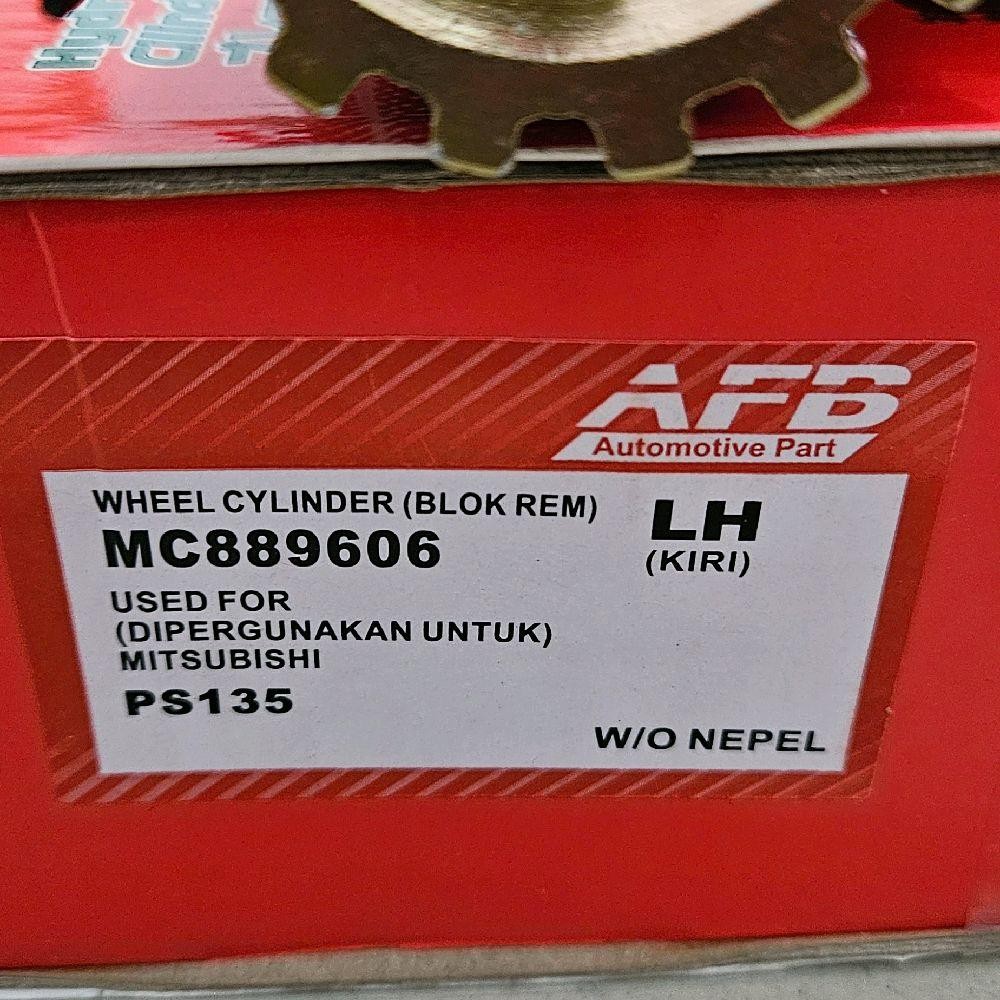 AFB
Automotive Part
WHEEL CYLINDER (BLOK REM)
MC889606
LH
(KIRI)
USED FOR
(DIPERGUNAKAN UNTUK)
MITSUBISHI
PS135
W/O NEPEL